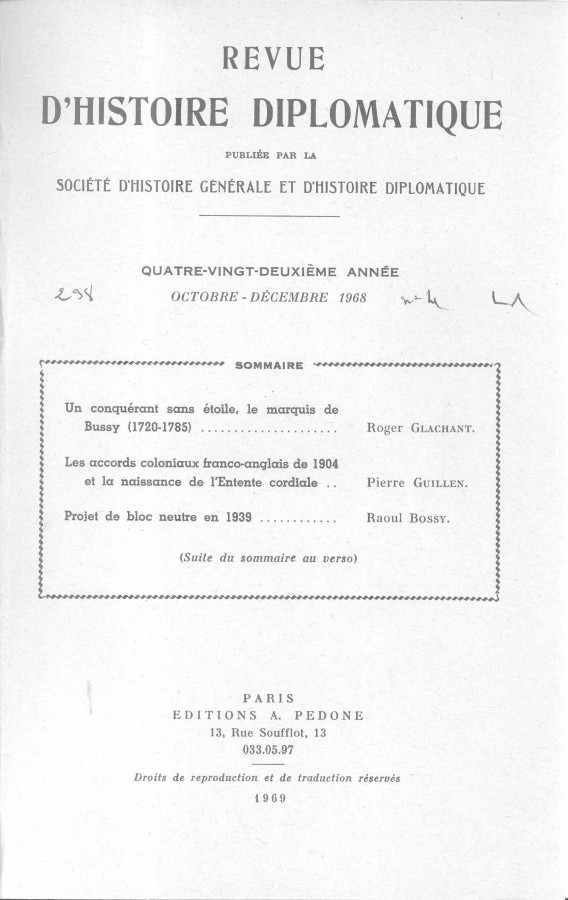 REVUE
D'HISTOIRE DIPLOMATIQUE
PUBLIÉE PAR LA
SOCIÉTÉ D'HISTOIRE GÉNÉRALE ET D'HISTOIRE DIPLOMATIQUE
QUATRE-VINGT-DEUXIÈME ANNÉE
298 OCTOBRE - DÉCEMBRE 1968 n° 4
SOMMAIRE
Un conquérant sans étoile, le marquis de
Bussy (1720-1785) ..................... Roger GLACHANT.
Les accords coloniaux franco-anglais de 1904
et la naissance de l'Entente cordiale .. Pierre GUILLEN.
Projet de bloc neutre en 1939 ............ Raoul BOSSY.
(Suite du sommaire au verso)
PARIS
EDITIONS A. PEDONE
13, Rue Soufflot, 13
033.05.97
Droits de reproduction et de traduction réservés
1969